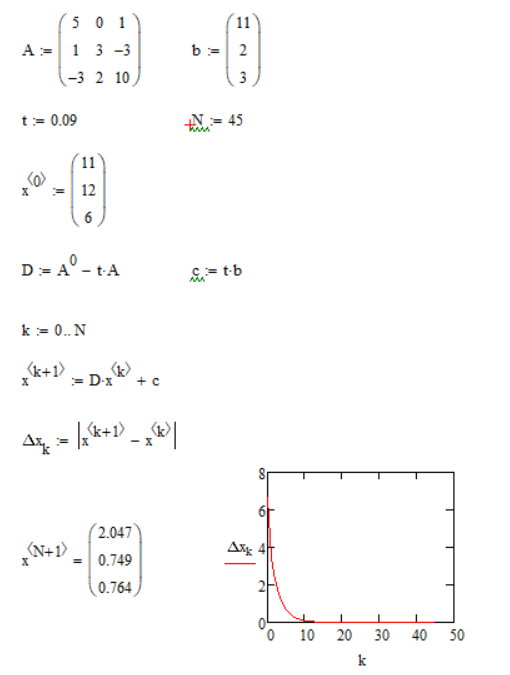 A := ( 5 0 1 b := ( 11
1 3 −3 2
−3 2 10 ) 3 )
t := 0.09 N := 45
x^⟨0⟩ := ( 11
12
6 )
D := A^0 − t·A c := t·b
k := 0.. N
x^⟨k+1⟩ := D·x^⟨k⟩ + c
Δx_k := | x^⟨k+1⟩ − x^⟨k⟩ |
x^⟨N+1⟩ = ( 2.047
0.749
0.764 )
8
6
Δx_k 4
2
0
0 10 20 30 40 50
k